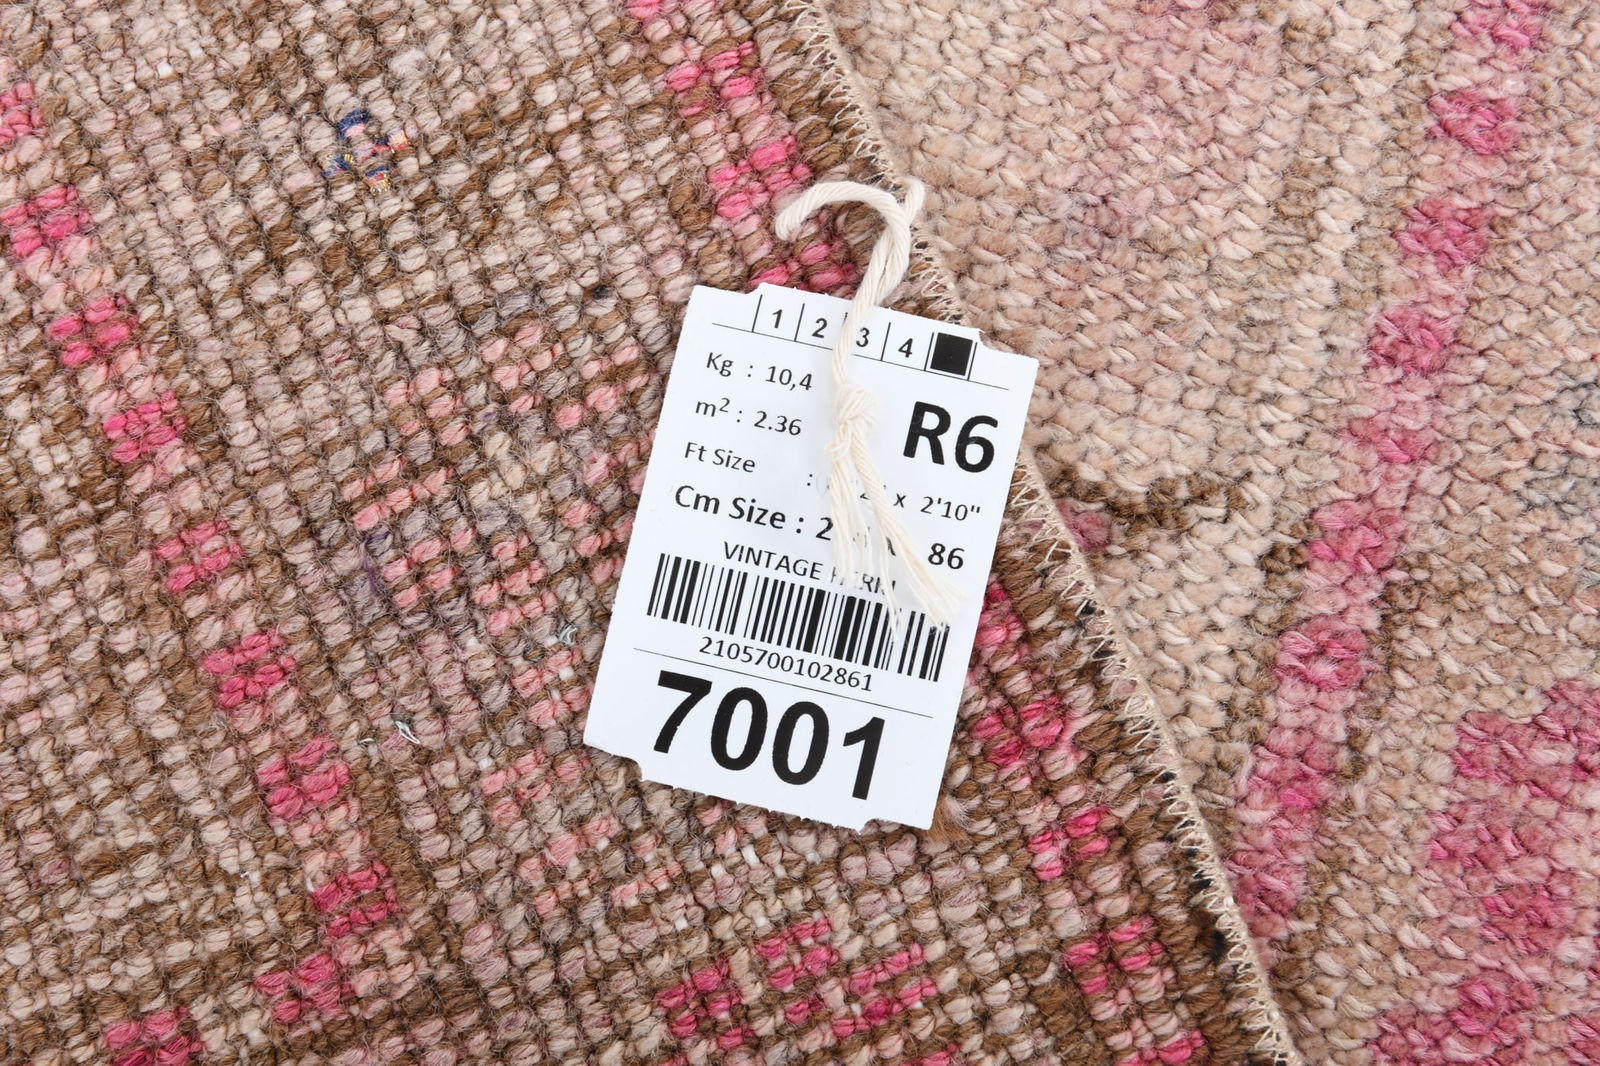 1 2 3 4
Kg : 10,4
m2 : 2.36
R6
Ft Size : x 2'10"
Cm Size : 2 86
VINTAGE
2105700102861
7001